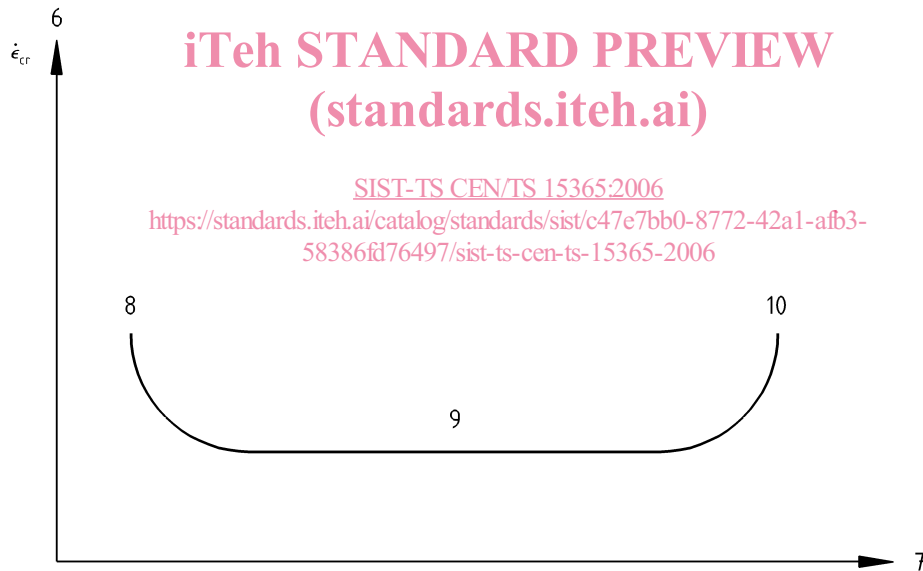 6
ε̇cr
iTeh STANDARD PREVIEW
(standards.iteh.ai)
SIST-TS CEN/TS 15365:2006
https://standards.iteh.ai/catalog/standards/sist/c47e7bb0-8772-42a1-afb3-
58386fd76497/sist-ts-cen-ts-15365-2006
8
10
9
7